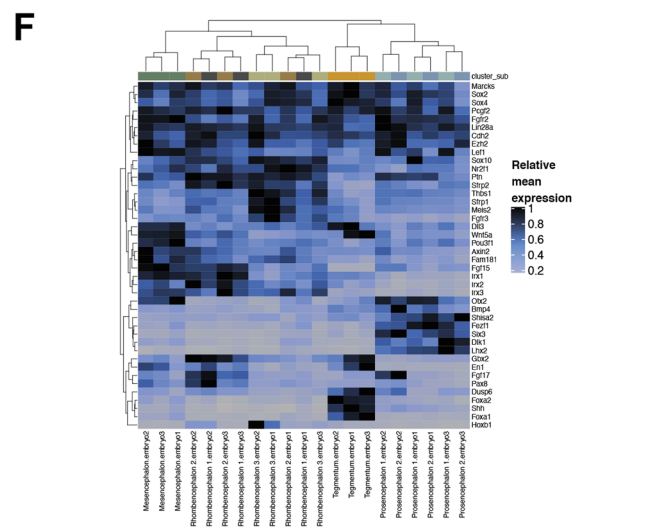 F
cluster_sub
Marcks
Sox2
Sox4
Pcgf2
Fgfr2
Lin28a
Cdh2
Ezh2
Lef1
Sox10
Nr2f1
Ptn
Sfrp2
Thbs1
Sfrp1
Meis2
Fgfr3
Dll3
Wnt5a
Pou3f1
Axin2
Fam181
Fgf15
Irx1
Irx2
Irx3
Otx2
Bmp4
Shisa2
Fezf1
Six3
Dlk1
Lhx2
Gbx2
En1
Fgf17
Pax8
Dusp6
Foxa2
Shh
Foxa1
Hoxb1
Relative
mean
expression
1
0.8
0.6
0.4
0.2
Mesencephalon.embryo2
Mesencephalon.embryo3
Mesencephalon.embryo1
Rhombencephalon 2.embryo2
Rhombencephalon 1.embryo2
Rhombencephalon 2.embryo3
Rhombencephalon 1.embryo3
Rhombencephalon 3.embryo2
Rhombencephalon 3.embryo1
Rhombencephalon 2.embryo1
Rhombencephalon 1.embryo1
Rhombencephalon 3.embryo3
Tegmentum.embryo2
Tegmentum.embryo1
Tegmentum.embryo3
Prosencephalon 1.embryo2
Prosencephalon 2.embryo2
Prosencephalon 1.embryo1
Prosencephalon 2.embryo1
Prosencephalon 1.embryo3
Prosencephalon 2.embryo3